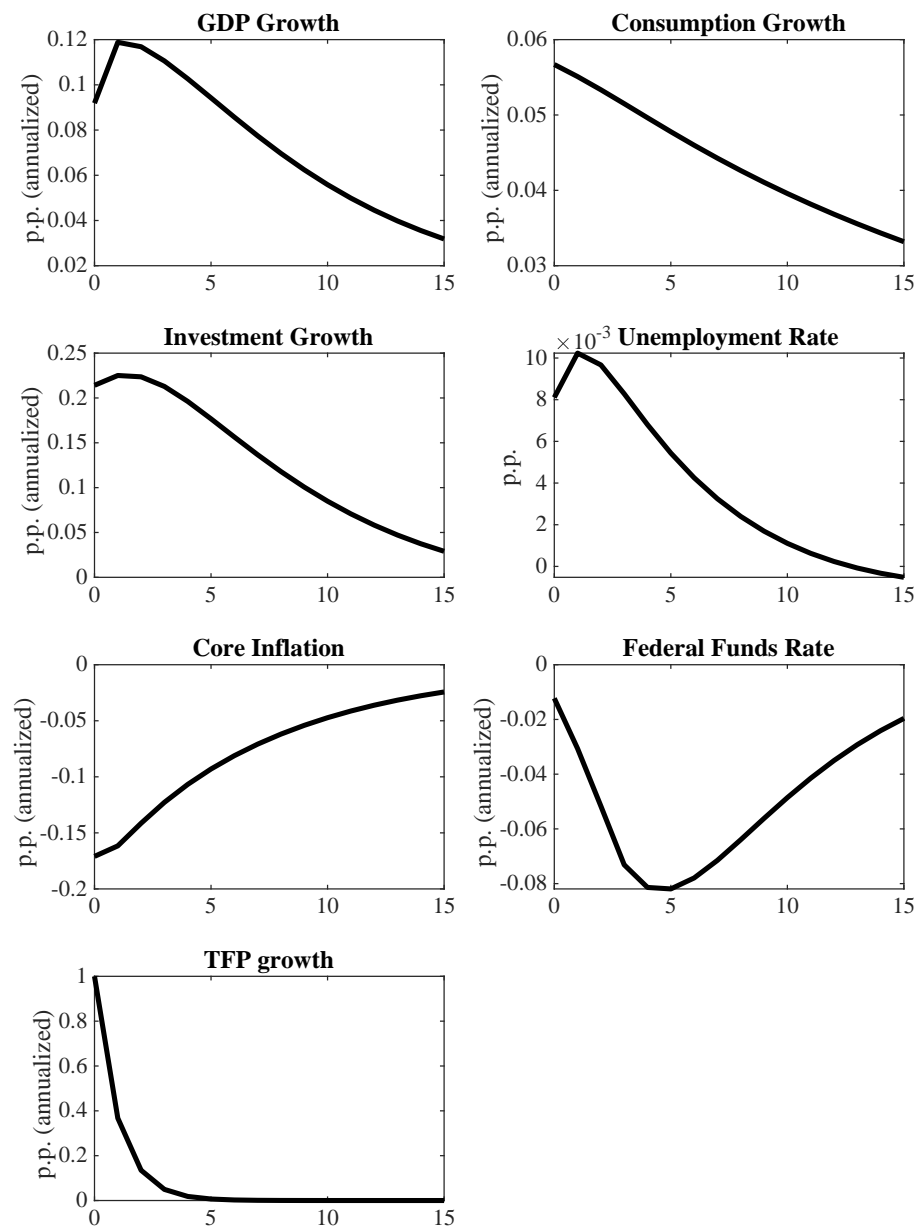 GDP Growth
p.p. (annualized)
0.12
0.1
0.08
0.06
0.04
0.02
0 5 10 15
Consumption Growth
p.p. (annualized)
0.06
0.05
0.04
0.03
0 5 10 15
Investment Growth
p.p. (annualized)
0.25
0.2
0.15
0.1
0.05
0
0 5 10 15
×10⁻³ Unemployment Rate
p.p.
10
8
6
4
2
0
0 5 10 15
Core Inflation
p.p. (annualized)
0
-0.05
-0.1
-0.15
-0.2
0 5 10 15
Federal Funds Rate
p.p. (annualized)
0
-0.02
-0.04
-0.06
-0.08
0 5 10 15
TFP growth
p.p. (annualized)
1
0.8
0.6
0.4
0.2
0
0 5 10 15